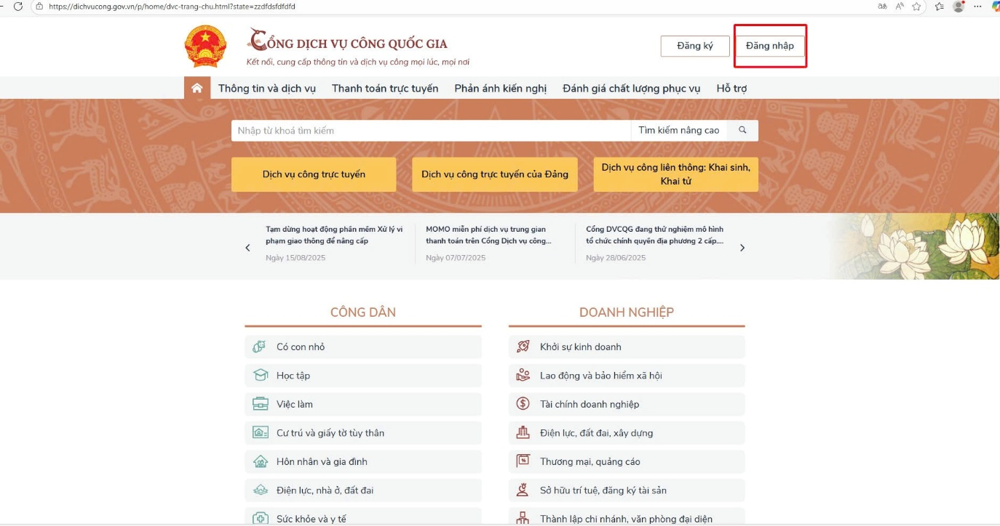 https://dichvucong.gov.vn/p/home/dvc-trang-chu.html?state=zzdfdsfdfdfd
CỔNG DỊCH VỤ CÔNG QUỐC GIA
Kết nối, cung cấp thông tin và dịch vụ công mọi lúc, mọi nơi
Đăng ký
Đăng nhập
Thông tin và dịch vụ
Thanh toán trực tuyến
Phản ánh kiến nghị
Đánh giá chất lượng phục vụ
Hỗ trợ
Nhập từ khoá tìm kiếm
Tìm kiếm nâng cao
Dịch vụ công trực tuyến
Dịch vụ công trực tuyến của Đảng
Dịch vụ công liên thông: Khai sinh,
Khai tử
Tạm dừng hoạt động phần mềm Xử lý vi
phạm giao thông để nâng cấp
Ngày 15/08/2025
MOMO miễn phí dịch vụ trung gian
thanh toán trên Cổng Dịch vụ công...
Ngày 07/07/2025
Cổng DVCQG đang thử nghiệm mô hình
tổ chức chính quyền địa phương 2 cấp....
Ngày 28/06/2025
CÔNG DÂN
Có con nhỏ
Học tập
Việc làm
Cư trú và giấy tờ tùy thân
Hôn nhân và gia đình
Điện lực, nhà ở, đất đai
Sức khỏe và y tế
DOANH NGHIỆP
Khởi sự kinh doanh
Lao động và bảo hiểm xã hội
Tài chính doanh nghiệp
Điện lực, đất đai, xây dựng
Thương mại, quảng cáo
Sở hữu trí tuệ, đăng ký tài sản
Thành lập chi nhánh, văn phòng đại diện